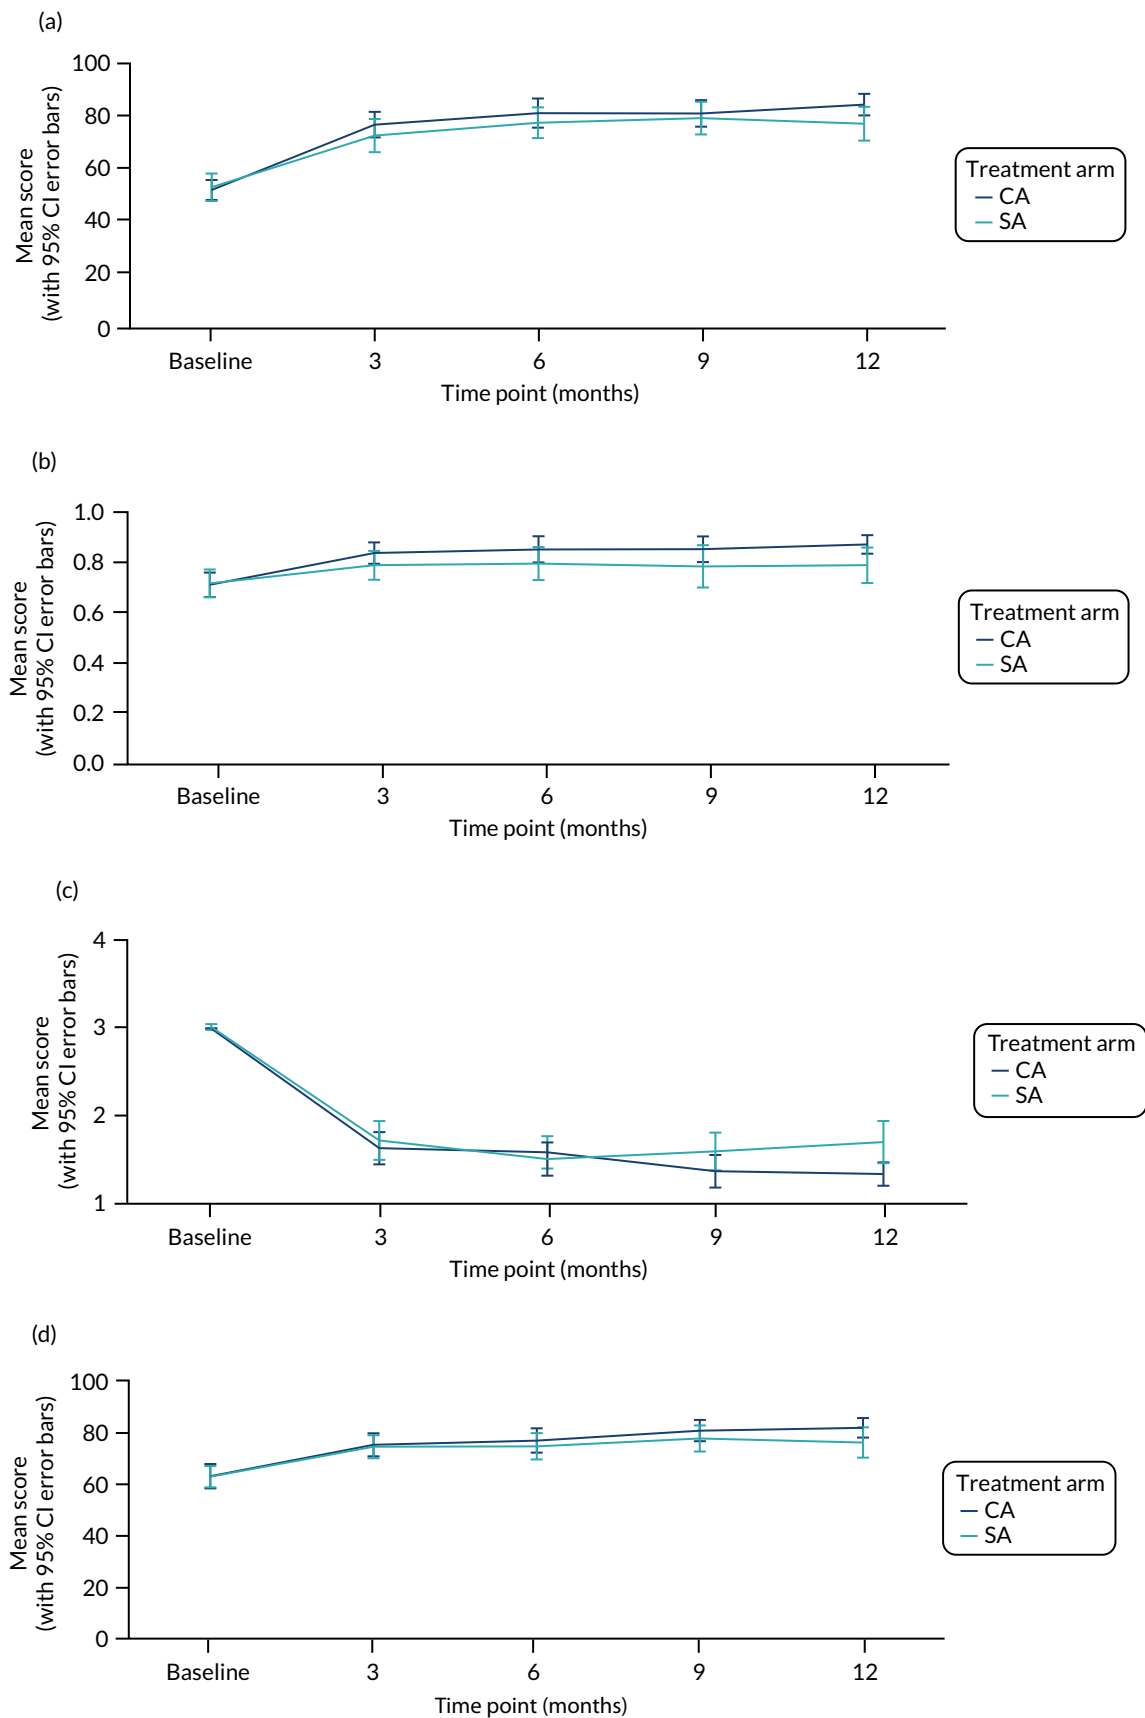 (a)
100
80
60
40
20
0
Mean score
(with 95% CI error bars)
Baseline 3 6 9 12
Time point (months)
Treatment arm
CA
SA
(b)
1.0
0.8
0.6
0.4
0.2
0.0
Mean score
(with 95% CI error bars)
Baseline 3 6 9 12
Time point (months)
Treatment arm
CA
SA
(c)
4
3
2
1
Mean score
(with 95% CI error bars)
Baseline 3 6 9 12
Time point (months)
Treatment arm
CA
SA
(d)
100
80
60
40
20
0
Mean score
(with 95% CI error bars)
Baseline 3 6 9 12
Time point (months)
Treatment arm
CA
SA